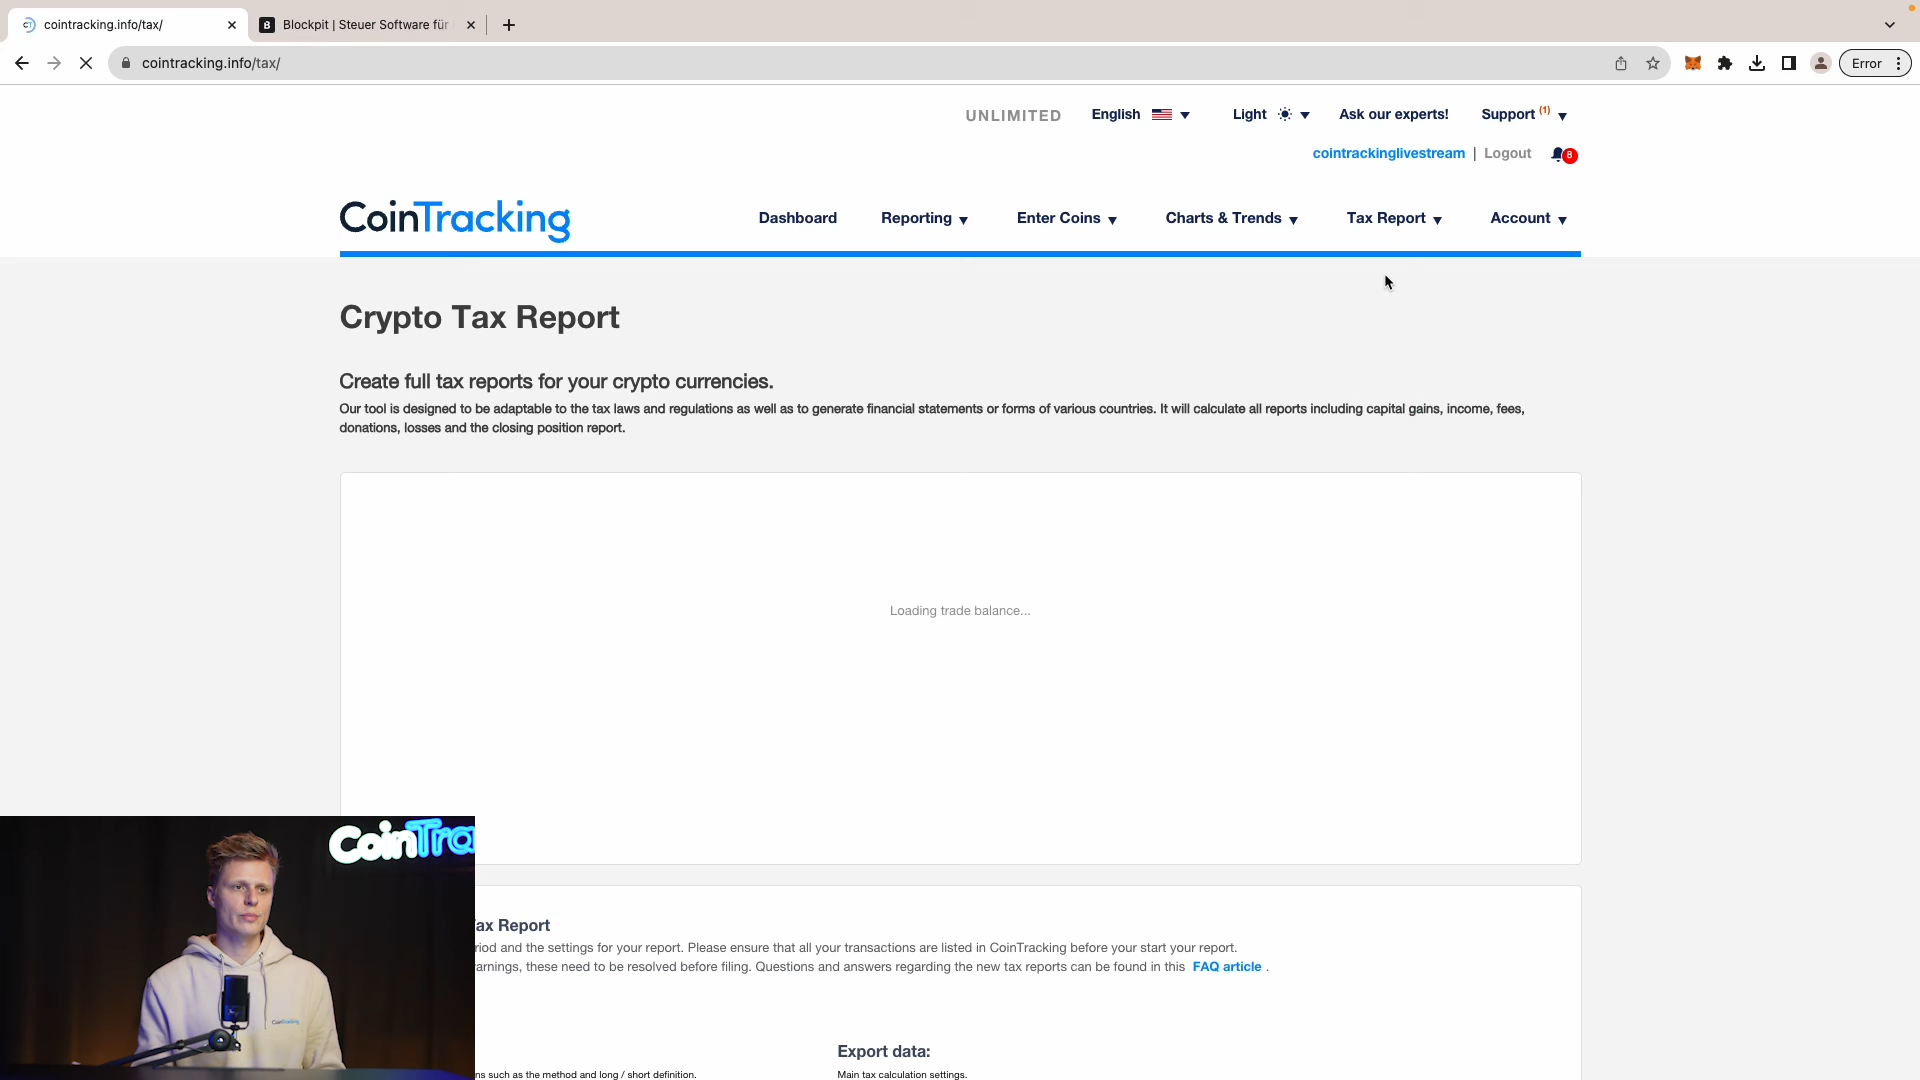 cointracking.info/tax/
Blockpit | Steuer Software für
cointracking.info/tax/
Error
UNLIMITED
English
Light
Ask our experts!
Support (1)
cointrackinglivestream | Logout
8
CoinTracking
Dashboard
Reporting
Enter Coins
Charts & Trends
Tax Report
Account
Crypto Tax Report
Create full tax reports for your crypto currencies.
Our tool is designed to be adaptable to the tax laws and regulations as well as to generate financial statements or forms of various countries. It will calculate all reports including capital gains, income, fees,
donations, losses and the closing position report.
Loading trade balance...
CoinTra
Tax Report
and the settings for your report. Please ensure that all your transactions are listed in CoinTracking before your start your report.
these need to be resolved before filing. Questions and answers regarding the new tax reports can be found in this FAQ article .
CoinTracking
Export data:
such as the method and long / short definition.
Main tax calculation settings.